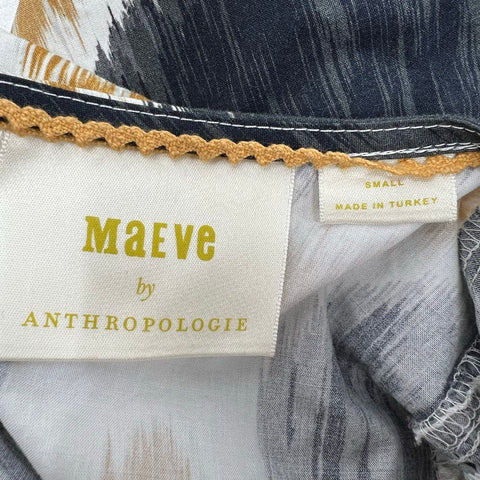 MaEVe
by
ANTHROPOLOGIE
SMALL
MADE IN TURKEY